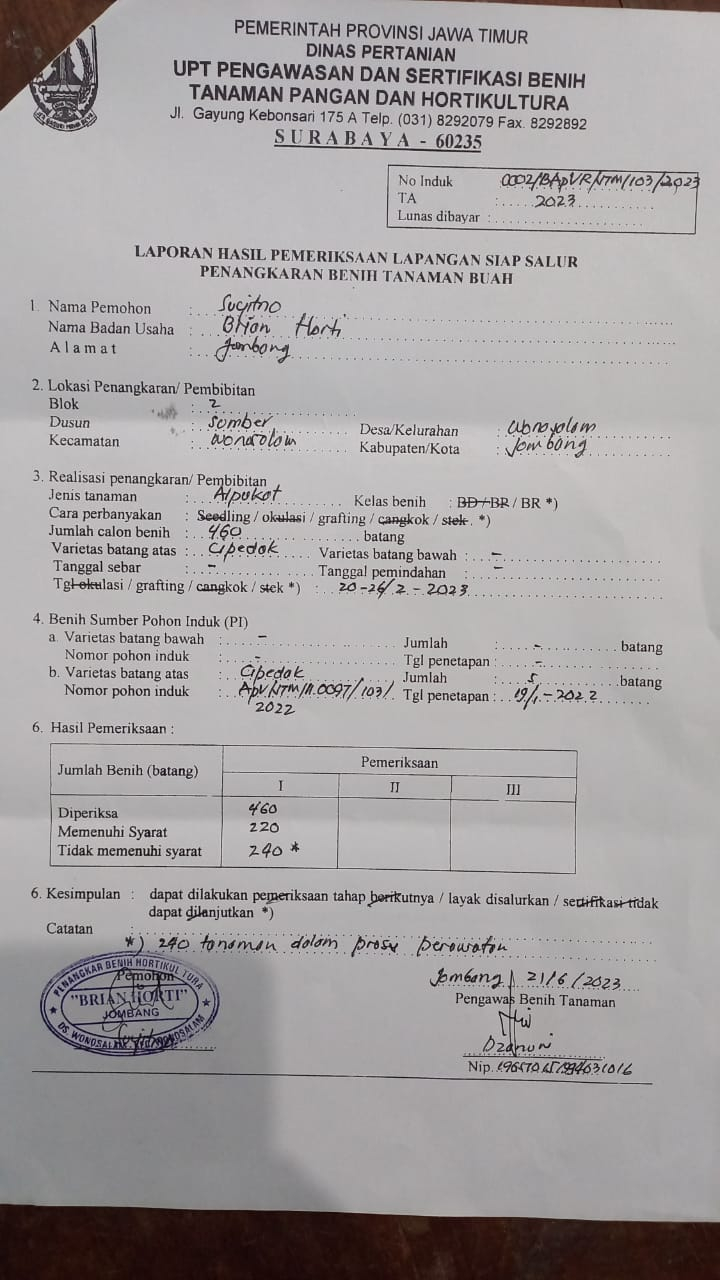 PEMERINTAH PROVINSI JAWA TIMUR
DINAS PERTANIAN
UPT PENGAWASAN DAN SERTIFIKASI BENIH
TANAMAN PANGAN DAN HORTIKULTURA
Jl. Gayung Kebonsari 175 A Telp. (031) 8292079 Fax. 8292892
SURABAYA - 60235
No Induk 0002/BApVR/NTM/103/2023
TA : 2023
Lunas dibayar :
LAPORAN HASIL PEMERIKSAAN LAPANGAN SIAP SALUR
PENANGKARAN BENIH TANAMAN BUAH
1. Nama Pemohon : Sugitno
Nama Badan Usaha : Brian Horti
Alamat : Jombang
2. Lokasi Penangkaran/ Pembibitan
Blok : 2
Dusun : Sumber Desa/Kelurahan : Wonosalam
Kecamatan : Wonosalam Kabupaten/Kota : Jombang
3. Realisasi penangkaran/ Pembibitan
Jenis tanaman : Alpukat Kelas benih : BD / BR / BR *)
Cara perbanyakan : Seedling / okulasi / grafting / cangkok / stek . *)
Jumlah calon benih : 460 batang
Varietas batang atas : Cipedak Varietas batang bawah : -
Tanggal sebar : - Tanggal pemindahan : -
Tgl okulasi / grafting / cangkok / stek *) : 20-26/2 - 2023
4. Benih Sumber Pohon Induk (PI)
a. Varietas batang bawah : - Jumlah : - batang
Nomor pohon induk : - Tgl penetapan : -
b. Varietas batang atas : Cipedak Jumlah : 5 batang
Nomor pohon induk : Apv/NTM/11.0097/103/ Tgl penetapan : 19/1 - 2022
2022
6. Hasil Pemeriksaan :
Jumlah Benih (batang) Pemeriksaan
I II III
Diperiksa 460
Memenuhi Syarat 220
Tidak memenuhi syarat 240 *
6. Kesimpulan : dapat dilakukan pemeriksaan tahap berikutnya / layak disalurkan / sertifikasi tidak
dapat dilanjutkan *)
Catatan :
*) 240 tanaman dalam proses perawatan
Jombang, 21/6/2023
Pemohon
Pengawas Benih Tanaman
PENANGKAR BENIH HORTIKULTURA
"BRIAN HORTI"
JOMBANG
DS WONOSALAM KEC WONOSALAM
Dzanuri
Nip.